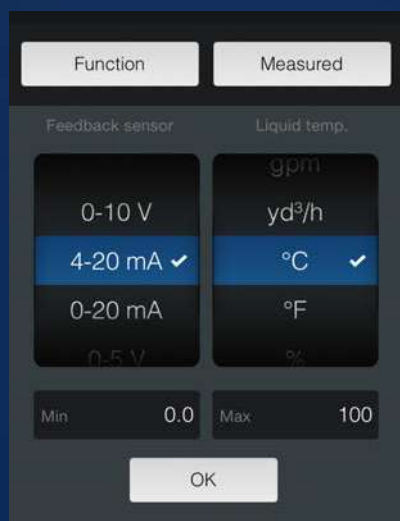 Function Measured
Feedback sensor Liquid temp.
gpm
0-10 V yd³/h
4-20 mA °C
0-20 mA °F
0-5 V %
Min 0.0 Max 100
OK